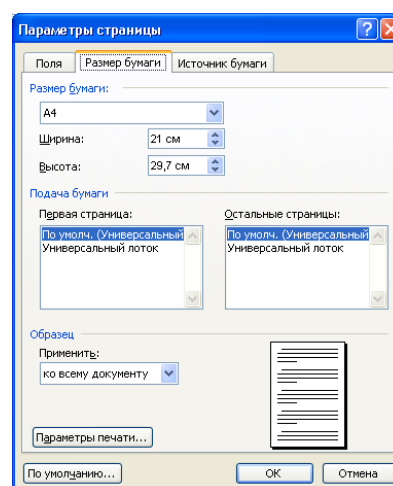 Параметры страницы
Поля Размер бумаги Источник бумаги
Размер бумаги:
A4
Ширина: 21 см
Высота: 29,7 см
Подача бумаги
Первая страница: Остальные страницы:
По умолч. (Универсальный По умолч. (Универсальный
Универсальный лоток Универсальный лоток
Образец
Применить:
ко всему документу
Параметры печати...
По умолчанию... ОК Отмена